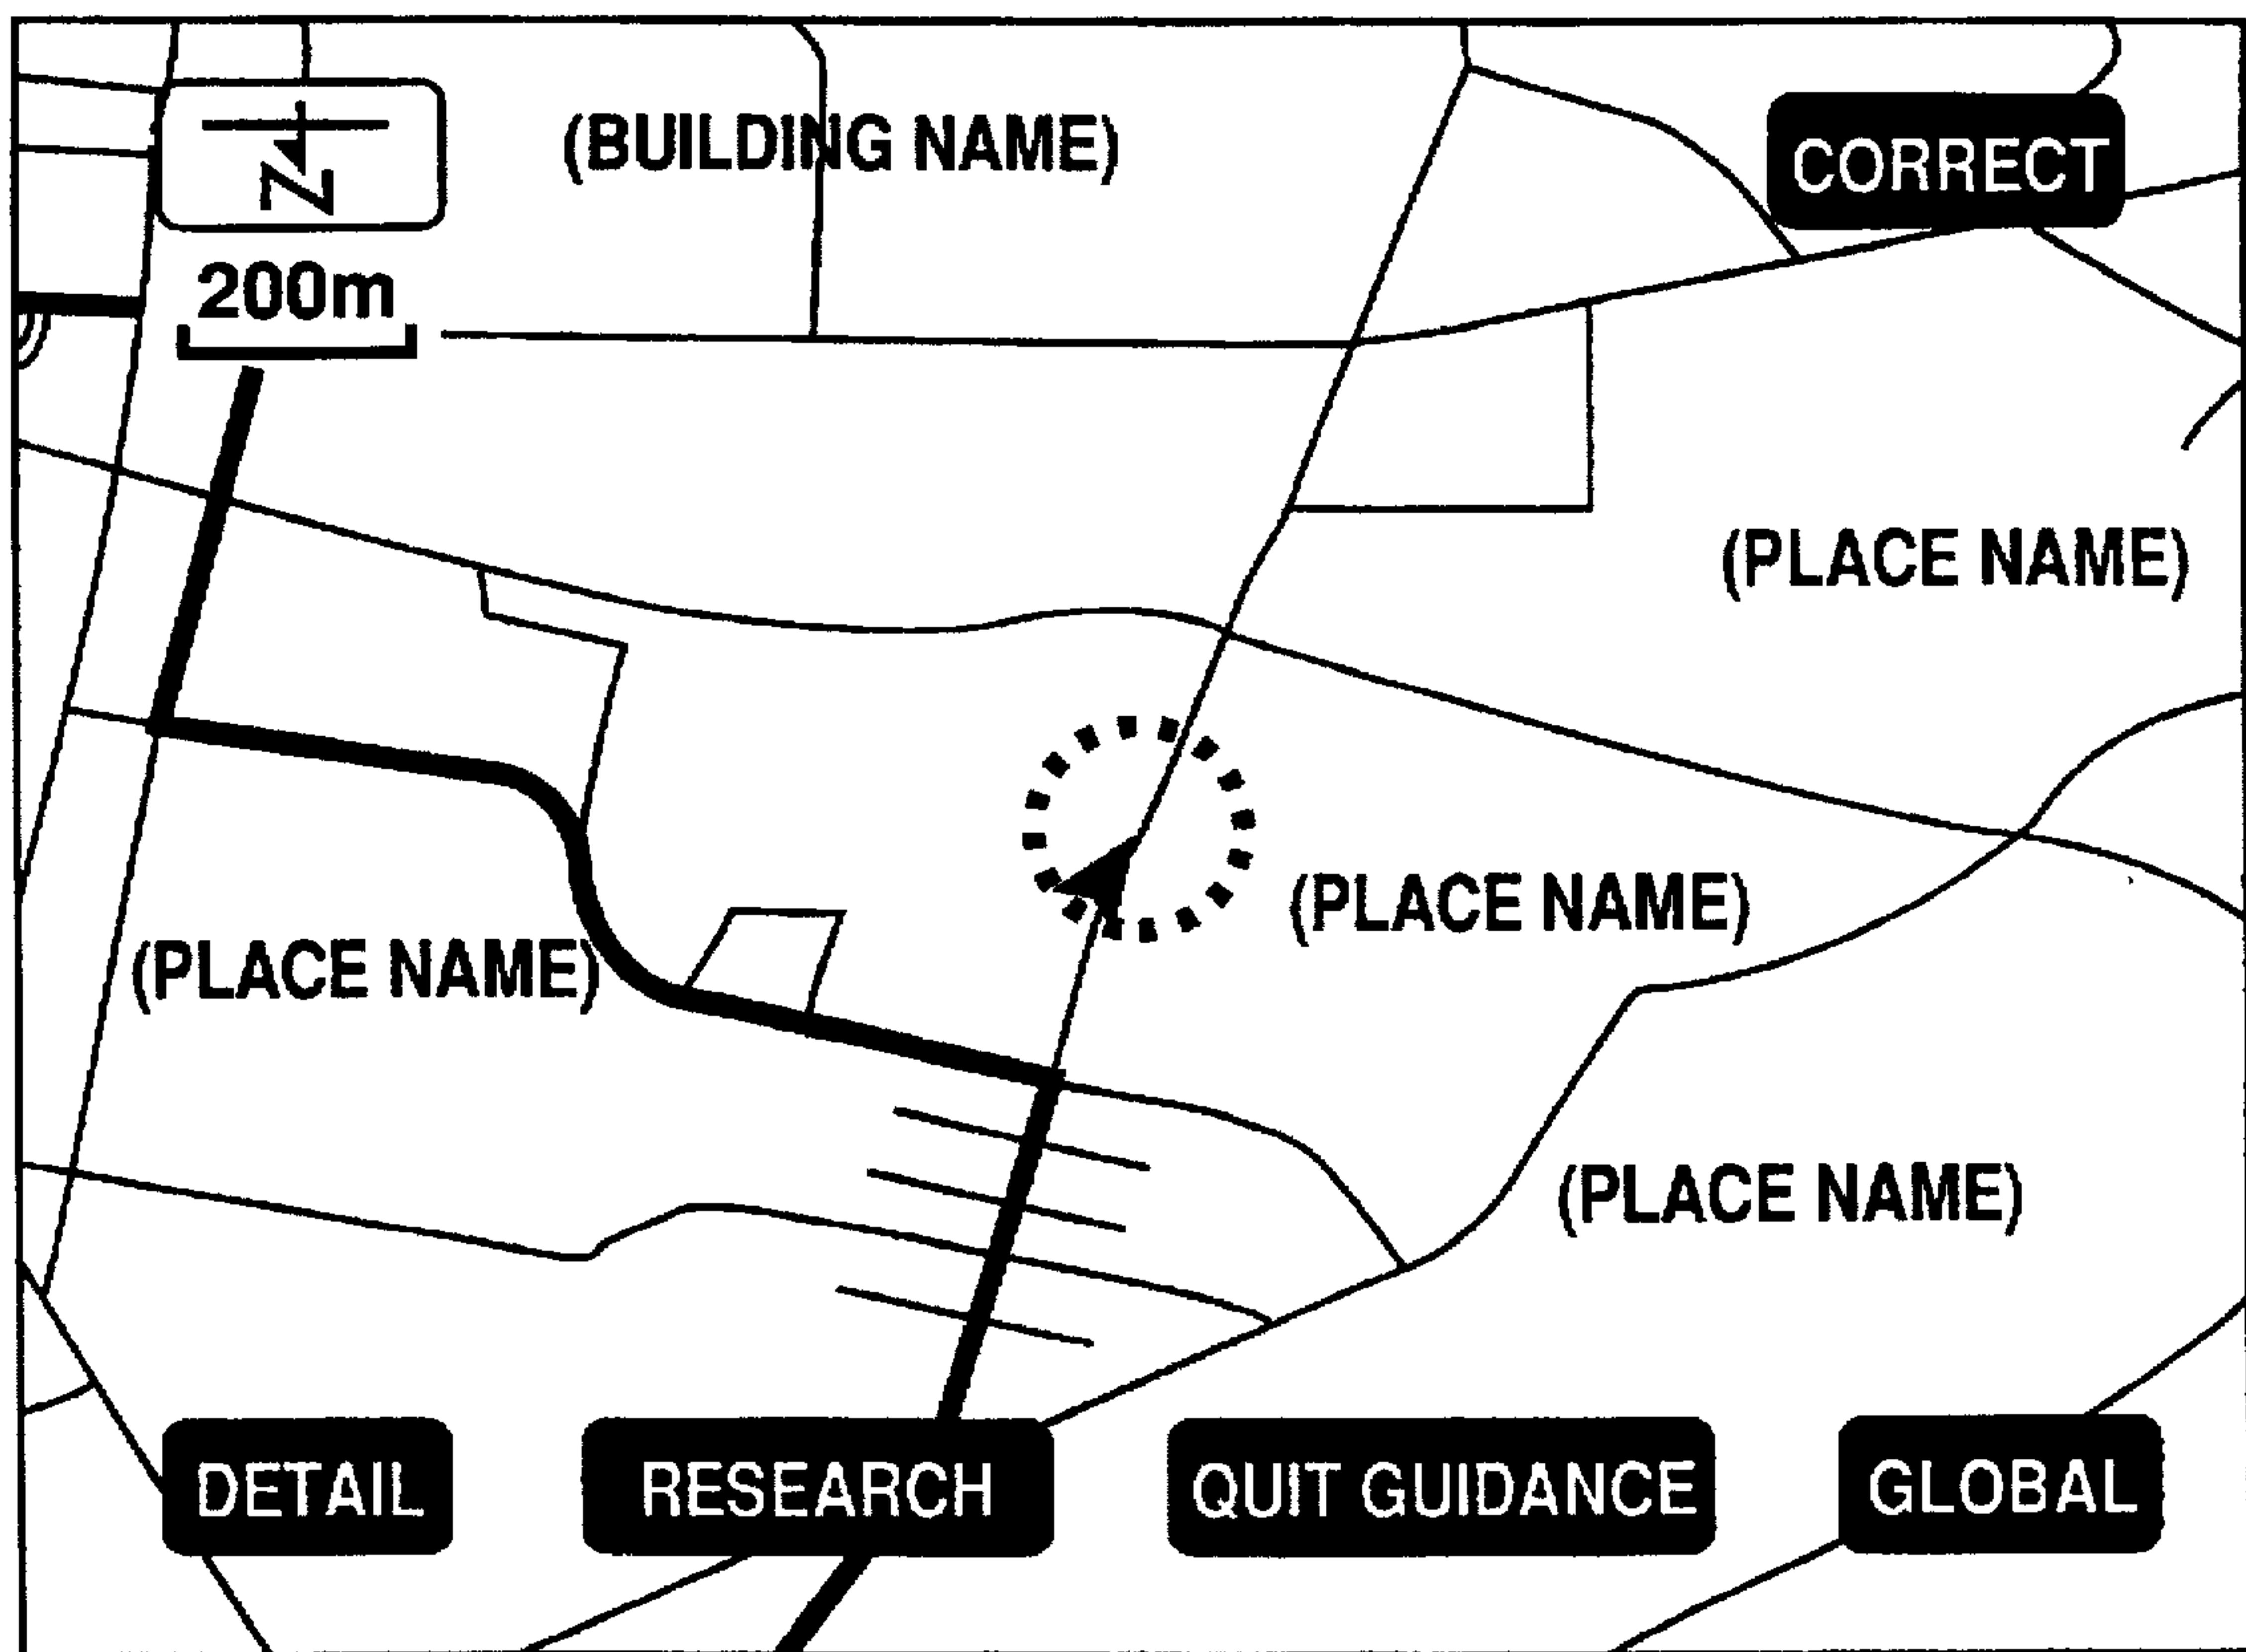 (BUILDING NAME)
CORRECT
N
200m
(PLACE NAME)
(PLACE NAME)
(PLACE NAME)
(PLACE NAME)
DETAIL
RESEARCH
QUIT GUIDANCE
GLOBAL